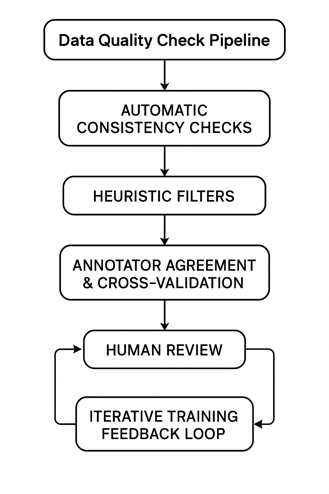 Data Quality Check Pipeline
AUTOMATIC
CONSISTENCY CHECKS
HEURISTIC FILTERS
ANNOTATOR AGREEMENT
& CROSS-VALIDATION
HUMAN REVIEW
ITERATIVE TRAINING
FEEDBACK LOOP